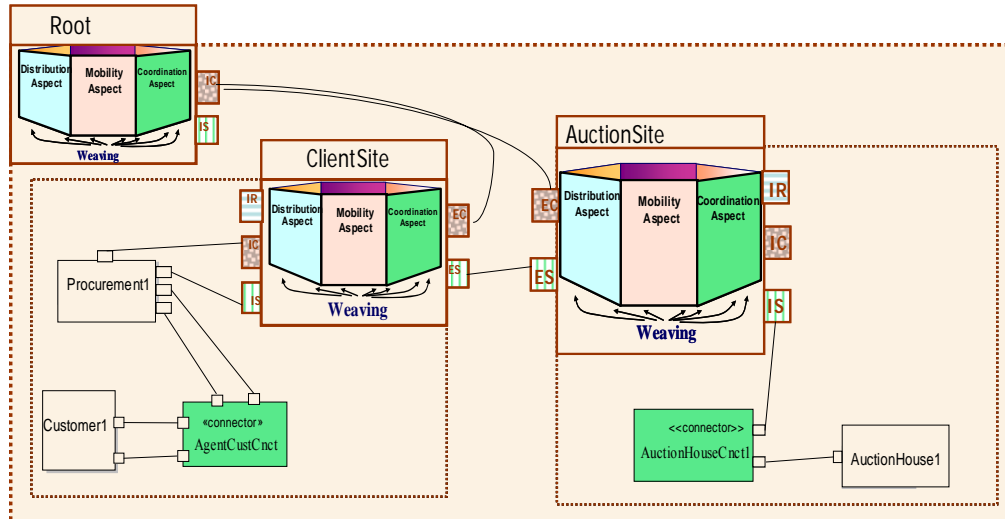 Root
Distribution
Aspect
Mobility
Aspect
Coordination
Aspect
IC
IS
Weaving
ClientSite
IR
IC
IS
Distribution
Aspect
Mobility
Aspect
Coordination
Aspect
EC
ES
Weaving
AuctionSite
EC
ES
Distribution
Aspect
Mobility
Aspect
Coordination
Aspect
IR
IC
IS
Weaving
Procurement1
Customer1
«connector»
AgentCustCnct
<<connector>>
AuctionHouseCnct1
AuctionHouse1